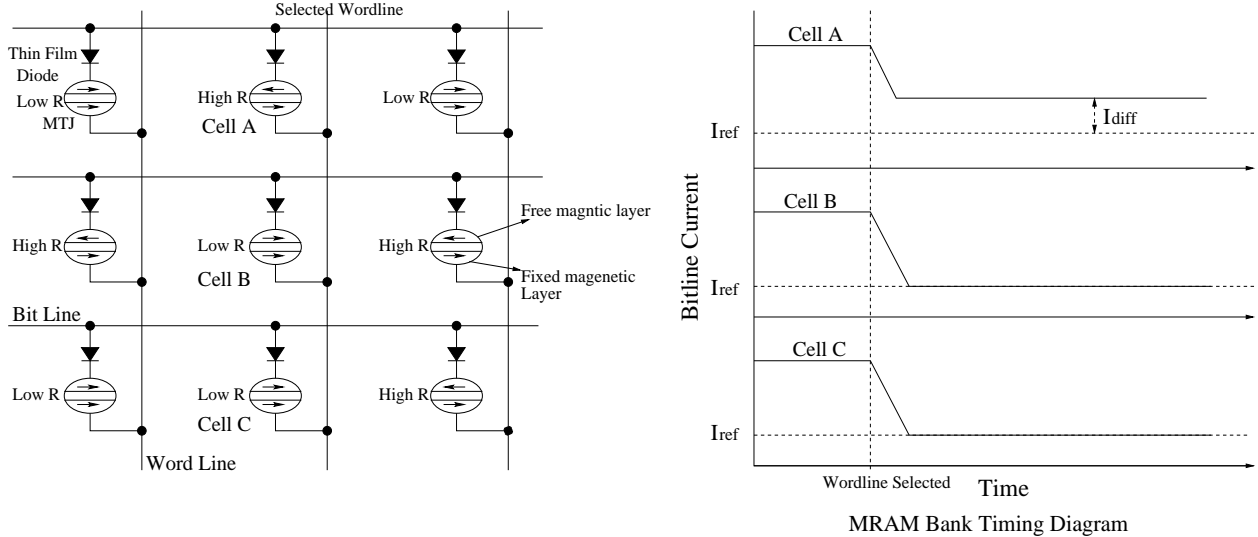 Selected Wordline
Thin Film
Diode
Low R
MTJ
High R
Cell A
Low R
High R
Low R
Cell B
High R
Free magntic layer
Fixed magenetic
Layer
Bit Line
Low R
Low R
Cell C
High R
Word Line
Bitline Current
Cell A
Iref
Idiff
Cell B
Iref
Cell C
Iref
Wordline Selected
Time
MRAM Bank Timing Diagram